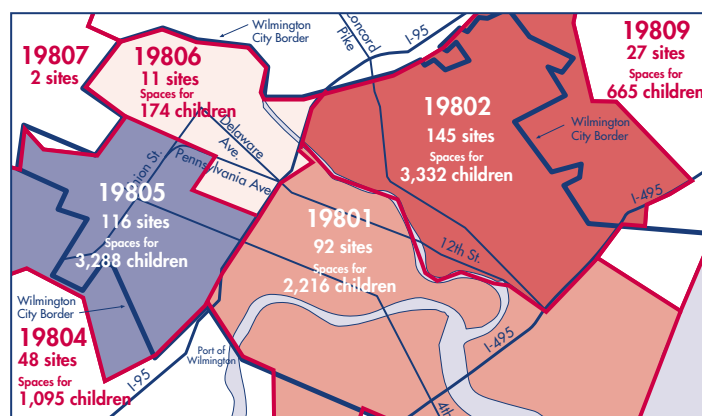 19807
2 sites
19806
11 sites
Spaces for
174 children
Wilmington
City Border
Concord
Pike
I-95
19809
27 sites
Spaces for
665 children
19802
145 sites
Spaces for
3,332 children
Wilmington
City Border
Delaware
Ave.
Pennsylvania Ave.
Union St.
I-495
19805
116 sites
Spaces for
3,288 children
19801
92 sites
Spaces for
2,216 children
12th St.
Wilmington
City Border
19804
48 sites
Spaces for
1,095 children
I-95
Port of
Wilmington
I-495
4th